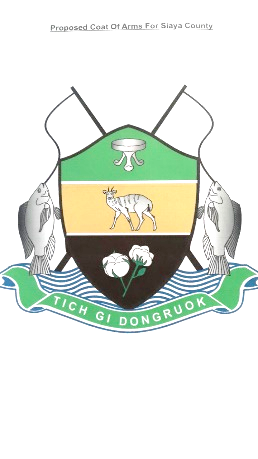 Proposed Coat Of Arms For Siaya County
TICH GI DONGRUOK